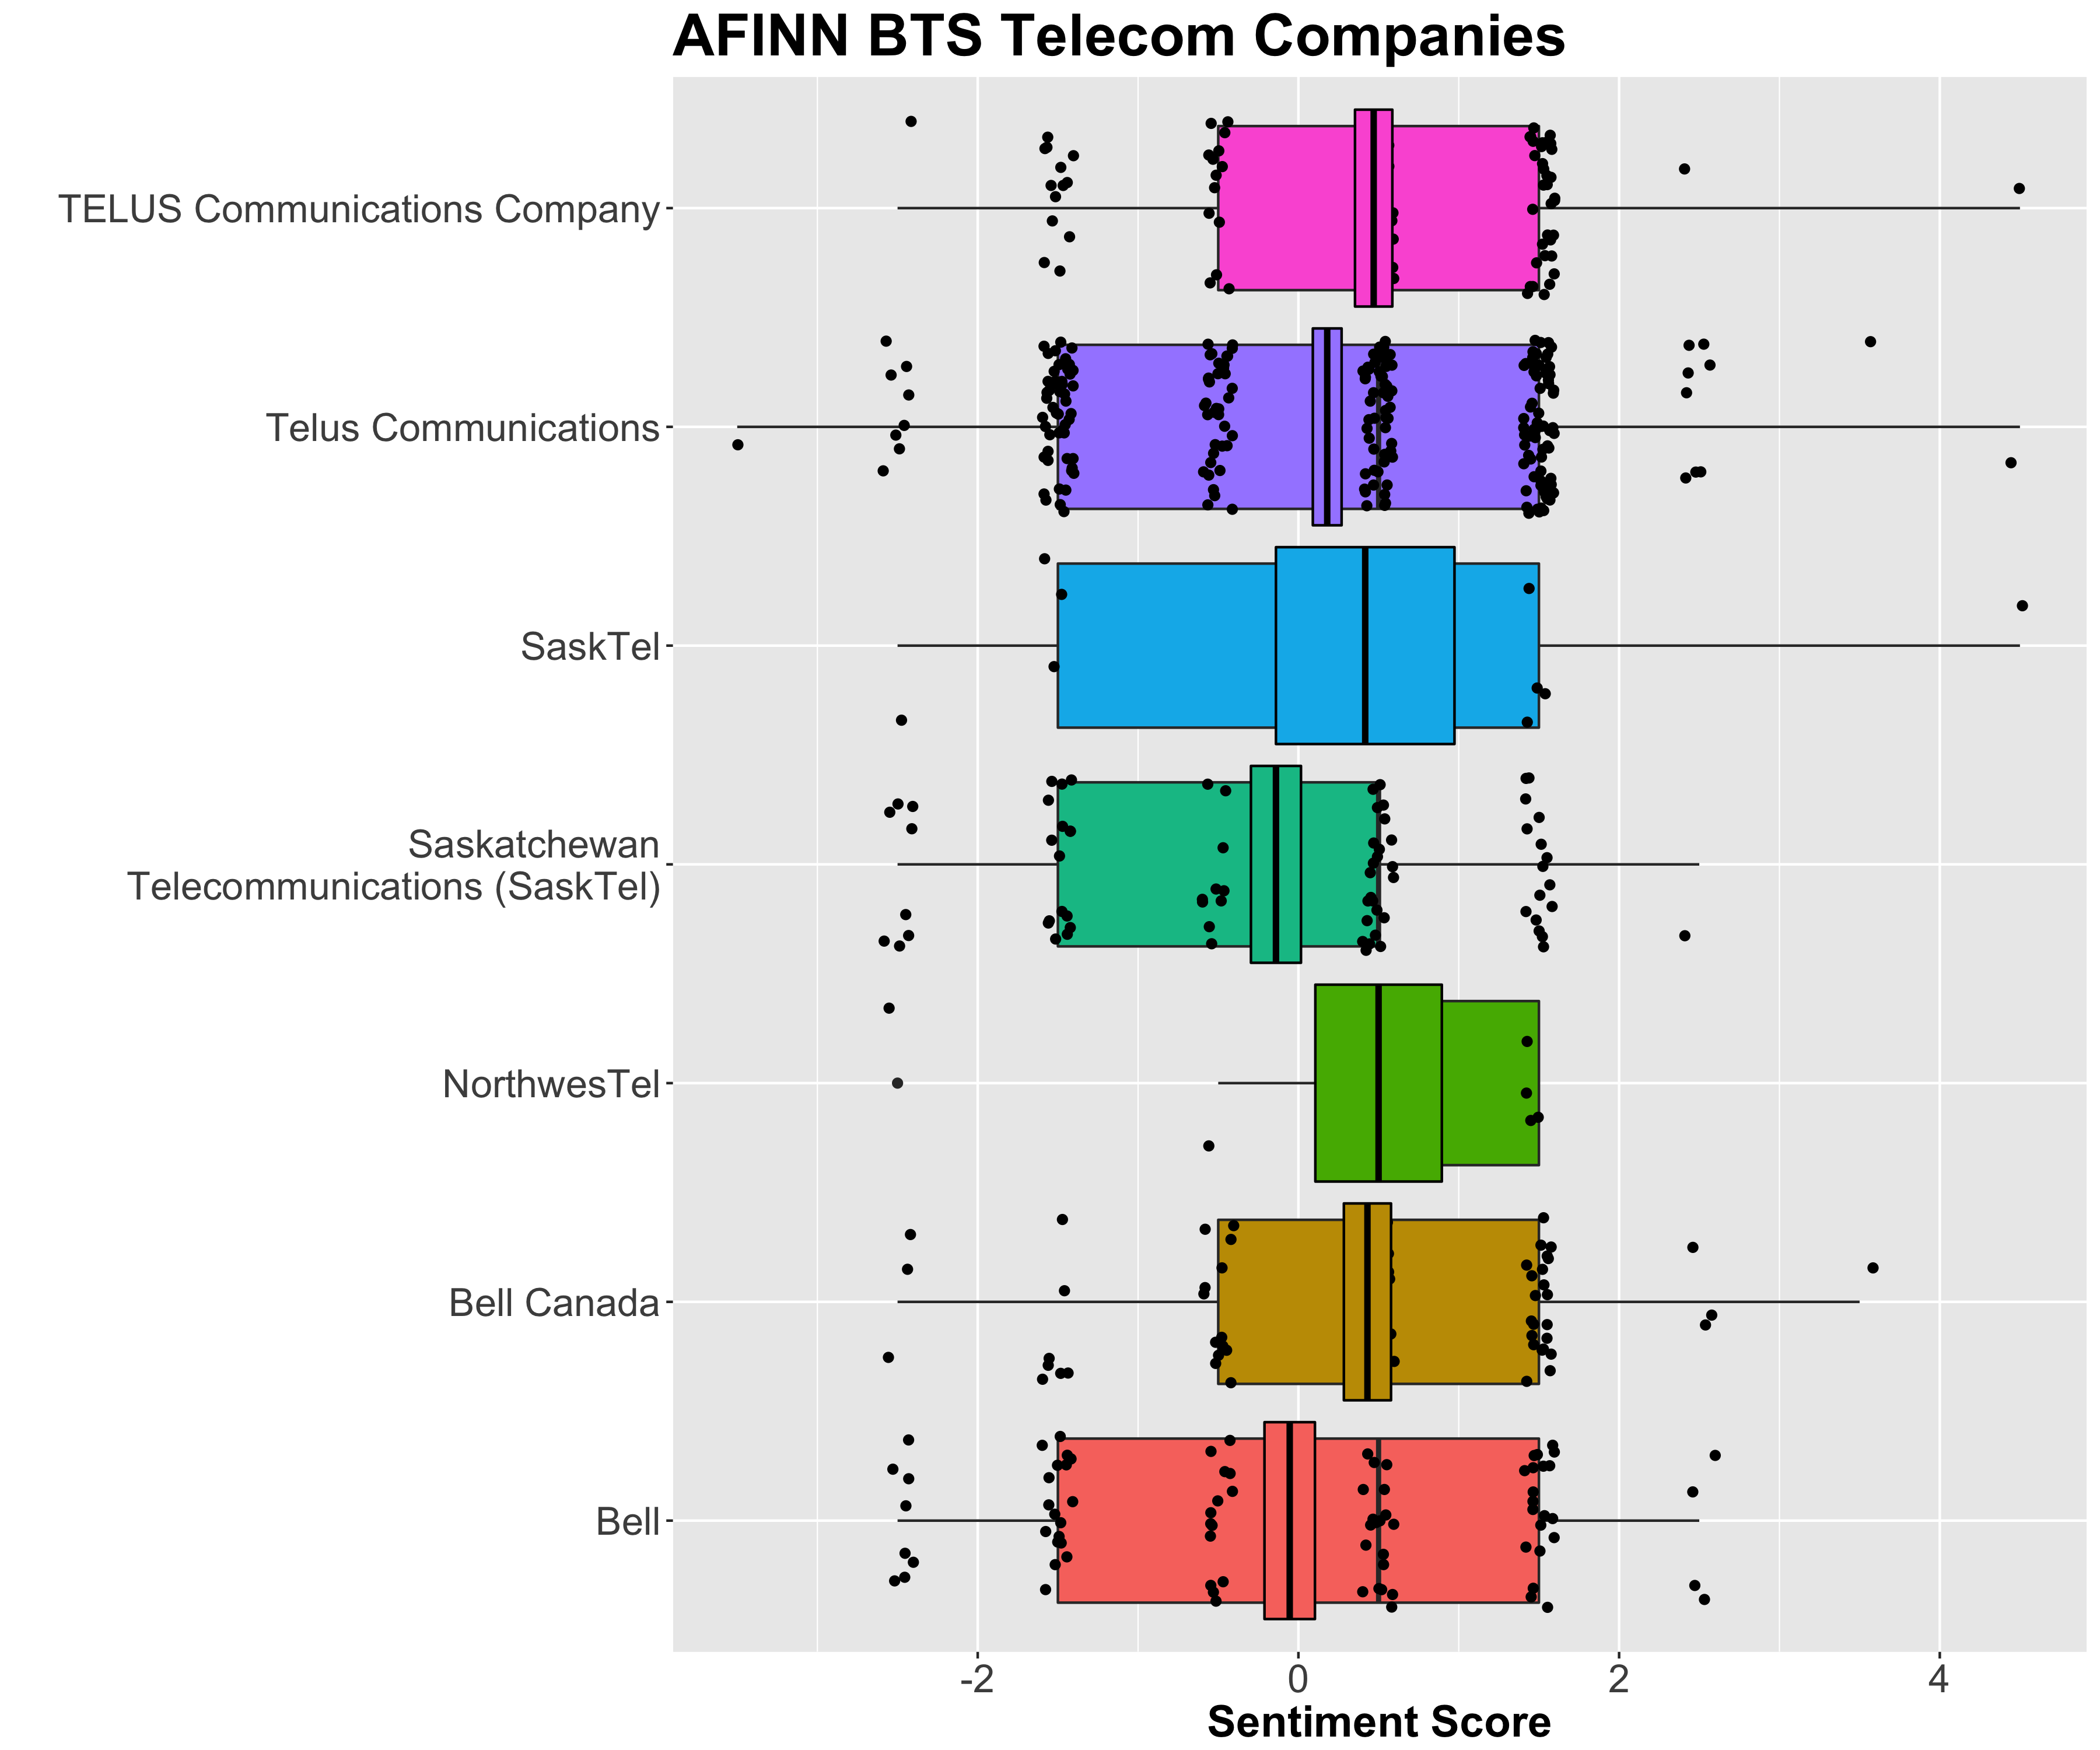 AFINN BTS Telecom Companies
TELUS Communications Company
Telus Communications
SaskTel
Saskatchewan
Telecommunications (SaskTel)
NorthwesTel
Bell Canada
Bell
-2 0 2 4
Sentiment Score